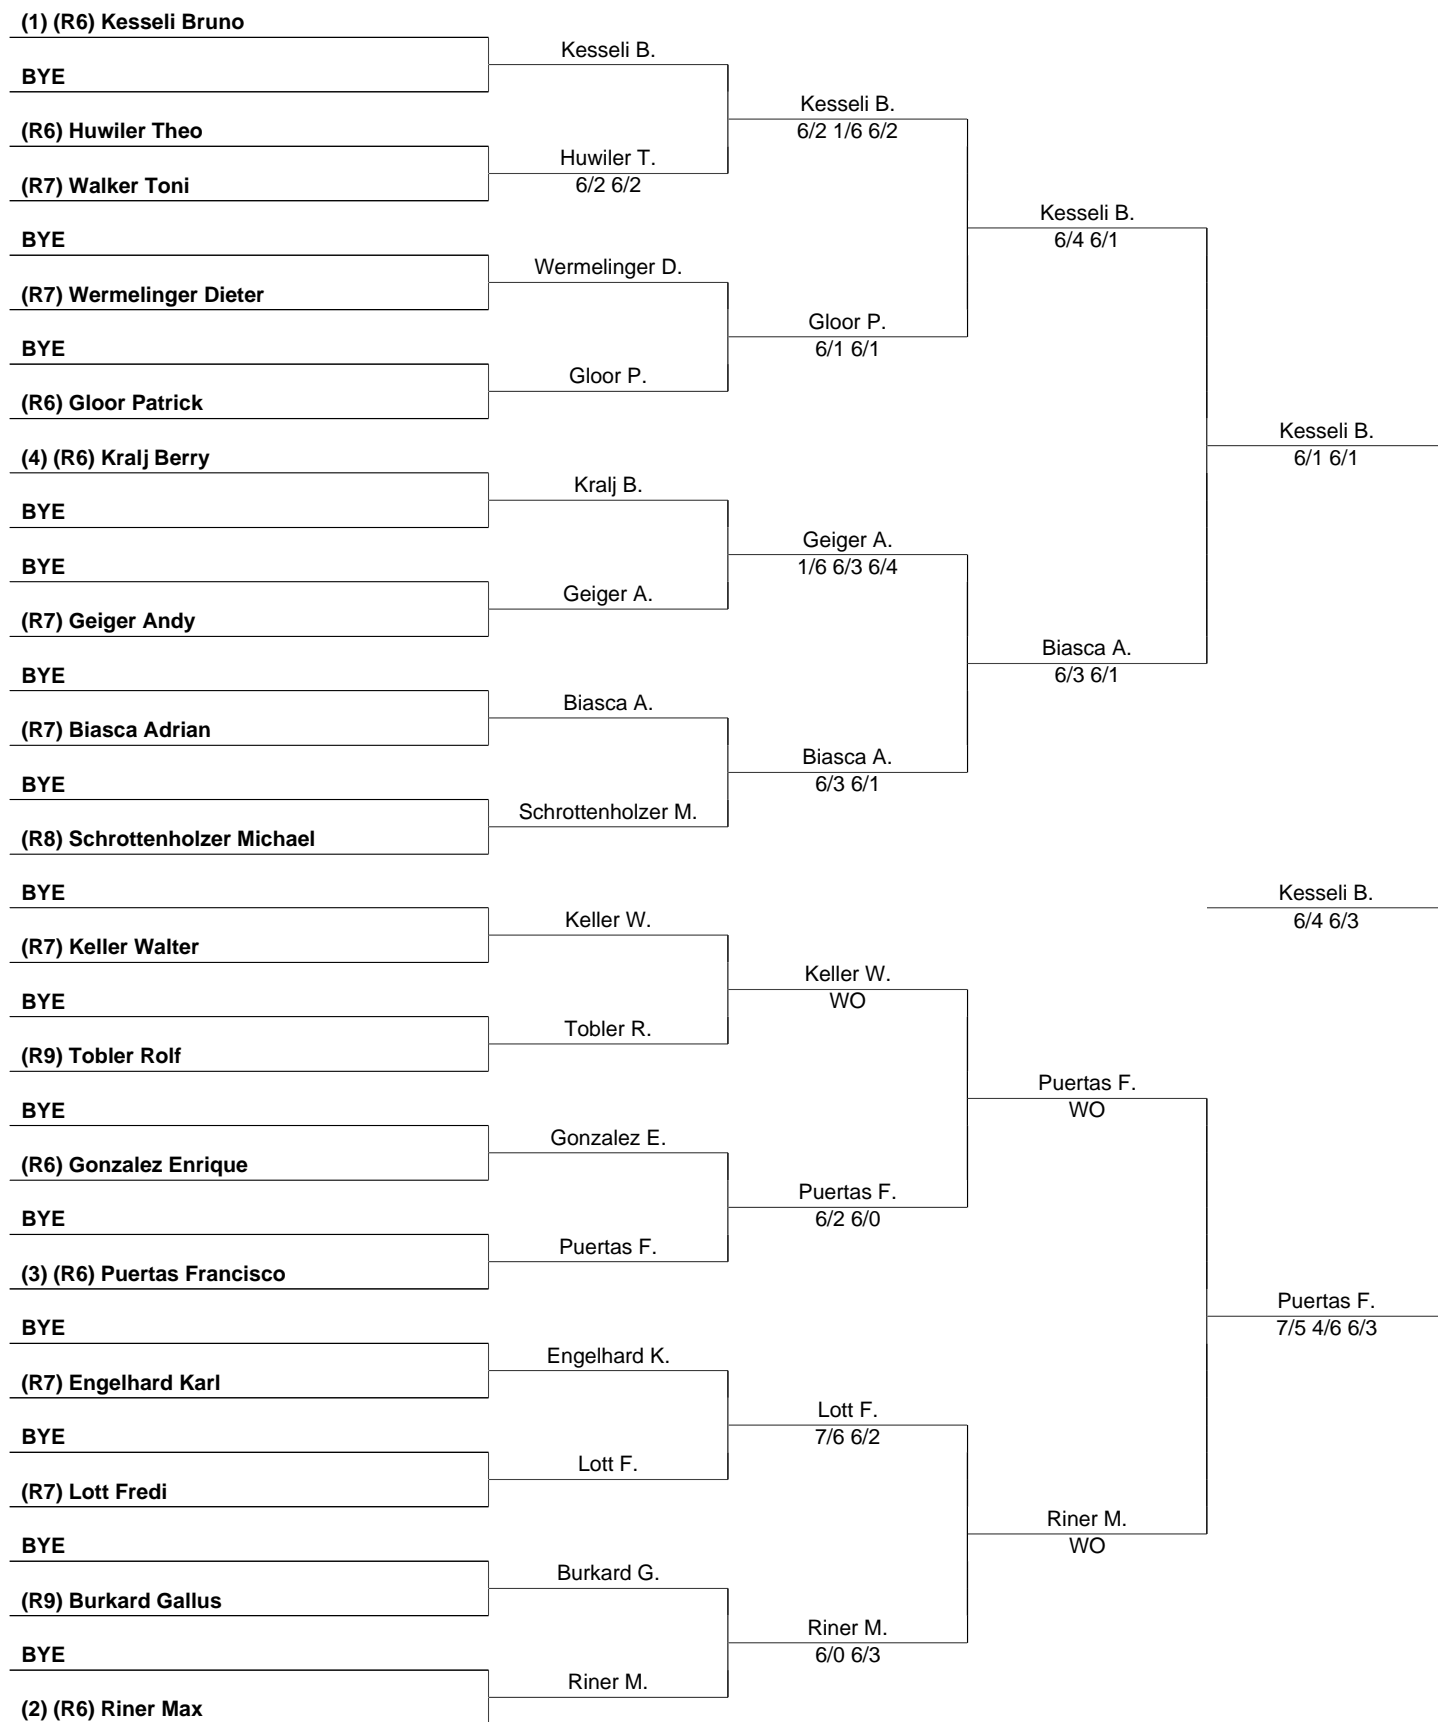 (1) (R6) Kesseli Bruno
Kesseli B.
BYE
Kesseli B.
6/2 1/6 6/2
(R6) Huwiler Theo
Huwiler T.
6/2 6/2
(R7) Walker Toni
Kesseli B.
6/4 6/1
BYE
Wermelinger D.
(R7) Wermelinger Dieter
Gloor P.
6/1 6/1
BYE
Gloor P.
(R6) Gloor Patrick
Kesseli B.
6/1 6/1
(4) (R6) Kralj Berry
Kralj B.
BYE
Geiger A.
1/6 6/3 6/4
BYE
Geiger A.
(R7) Geiger Andy
Biasca A.
6/3 6/1
BYE
Biasca A.
(R7) Biasca Adrian
Biasca A.
6/3 6/1
BYE
Schrottenholzer M.
(R8) Schrottenholzer Michael
BYE
Kesseli B.
6/4 6/3
Keller W.
(R7) Keller Walter
Keller W.
WO
BYE
Tobler R.
(R9) Tobler Rolf
Puertas F.
WO
BYE
Gonzalez E.
(R6) Gonzalez Enrique
Puertas F.
6/2 6/0
BYE
Puertas F.
(3) (R6) Puertas Francisco
Puertas F.
7/5 4/6 6/3
BYE
Engelhard K.
(R7) Engelhard Karl
Lott F.
7/6 6/2
BYE
Lott F.
(R7) Lott Fredi
Riner M.
WO
BYE
Burkard G.
(R9) Burkard Gallus
Riner M.
6/0 6/3
BYE
Riner M.
(2) (R6) Riner Max